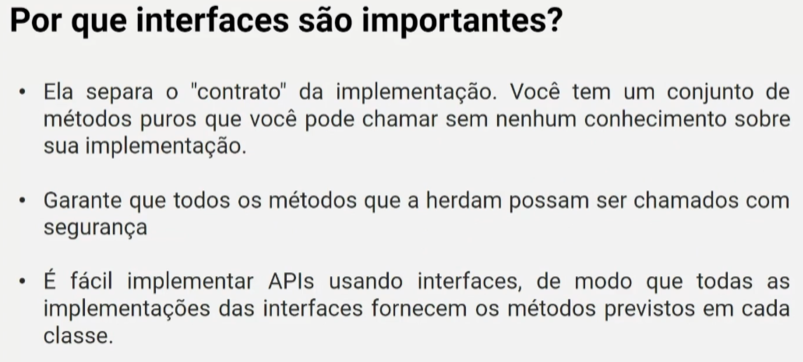 Por que interfaces são importantes?
• Ela separa o "contrato" da implementação. Você tem um conjunto de
métodos puros que você pode chamar sem nenhum conhecimento sobre
sua implementação.
• Garante que todos os métodos que a herdam possam ser chamados com
segurança
• É fácil implementar APIs usando interfaces, de modo que todas as
implementações das interfaces fornecem os métodos previstos em cada
classe.